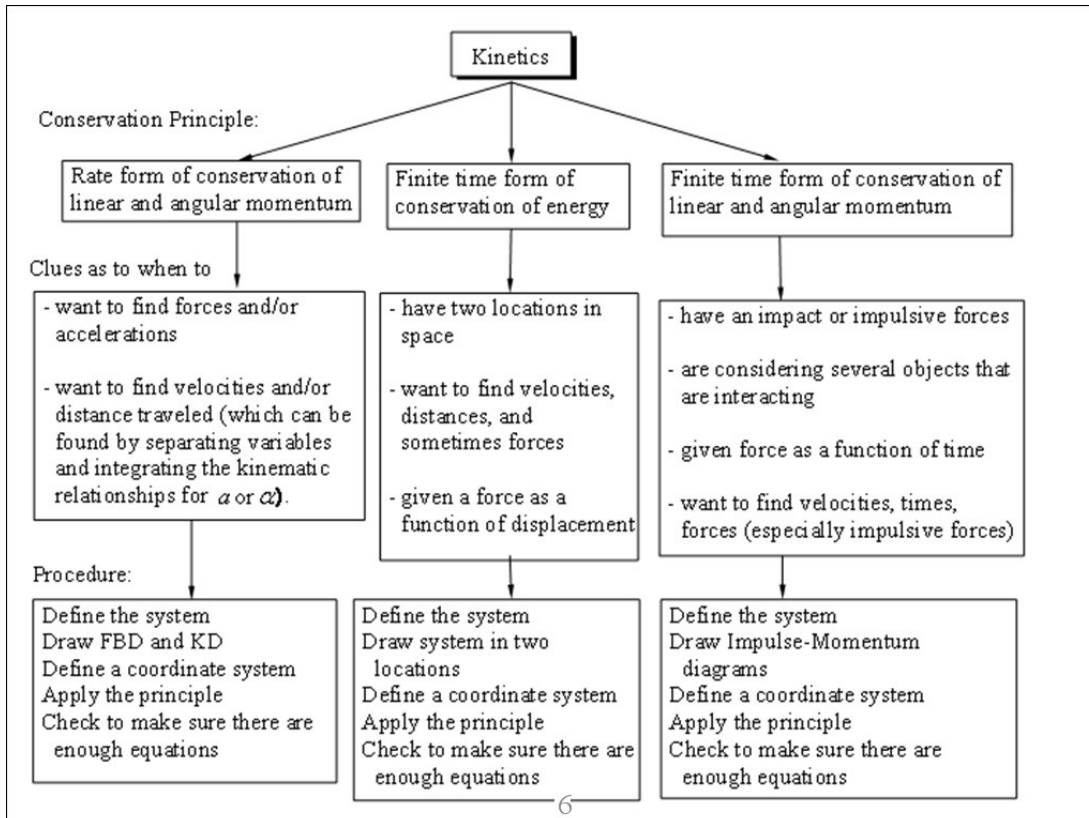 Kinetics
Conservation Principle:
Rate form of conservation of
linear and angular momentum
Finite time form of
conservation of energy
Finite time form of conservation of
linear and angular momentum
Clues as to when to
- want to find forces and/or
accelerations
- want to find velocities and/or
distance traveled (which can be
found by separating variables
and integrating the kinematic
relationships for a or α).
- have two locations in
space
- want to find velocities,
distances, and
sometimes forces
- given a force as a
function of displacement
- have an impact or impulsive forces
- are considering several objects that
are interacting
- given force as a function of time
- want to find velocities, times,
forces (especially impulsive forces)
Procedure:
Define the system
Draw FBD and KD
Define a coordinate system
Apply the principle
Check to make sure there are
enough equations
Define the system
Draw system in two
locations
Define a coordinate system
Apply the principle
Check to make sure there are
enough equations
Define the system
Draw Impulse-Momentum
diagrams
Define a coordinate system
Apply the principle
Check to make sure there are
enough equations
6